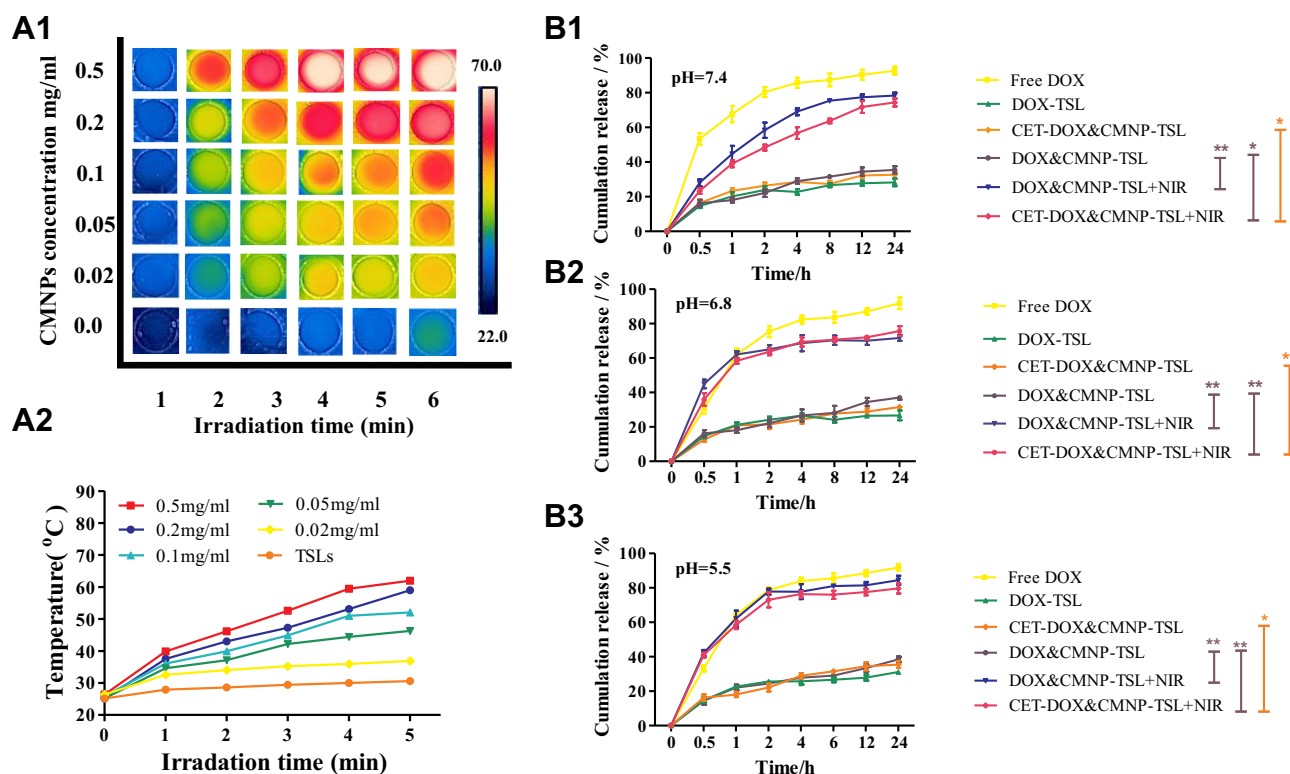 A1
CMNPs concentration mg/ml
0.5
0.2
0.1
0.05
0.02
0.0
70.0
22.0
1 2 3 4 5 6
Irradiation time (min)
A2
Temperature( °C )
90
80
70
60
50
40
30
20
0.5mg/ml
0.2mg/ml
0.1mg/ml
0.05mg/ml
0.02mg/ml
TSLs
0 1 2 3 4 5
Irradation time (min)
B1
Cumulation release / %
100
80
60
40
20
0
pH=7.4
0 0.5 1 2 4 8 12 24
Time/h
Free DOX
DOX-TSL
CET-DOX&CMNP-TSL
DOX&CMNP-TSL
DOX&CMNP-TSL+NIR
CET-DOX&CMNP-TSL+NIR
** * *
B2
Cumulation release / %
100
80
60
40
20
0
pH=6.8
0 0.5 1 2 4 8 12 24
Time/h
Free DOX
DOX-TSL
CET-DOX&CMNP-TSL
DOX&CMNP-TSL
DOX&CMNP-TSL+NIR
CET-DOX&CMNP-TSL+NIR
** ** *
B3
Cumulation release / %
100
80
60
40
20
0
pH=5.5
0 0.5 1 2 4 6 12 24
Time/h
Free DOX
DOX-TSL
CET-DOX&CMNP-TSL
DOX&CMNP-TSL
DOX&CMNP-TSL+NIR
CET-DOX&CMNP-TSL+NIR
** ** *